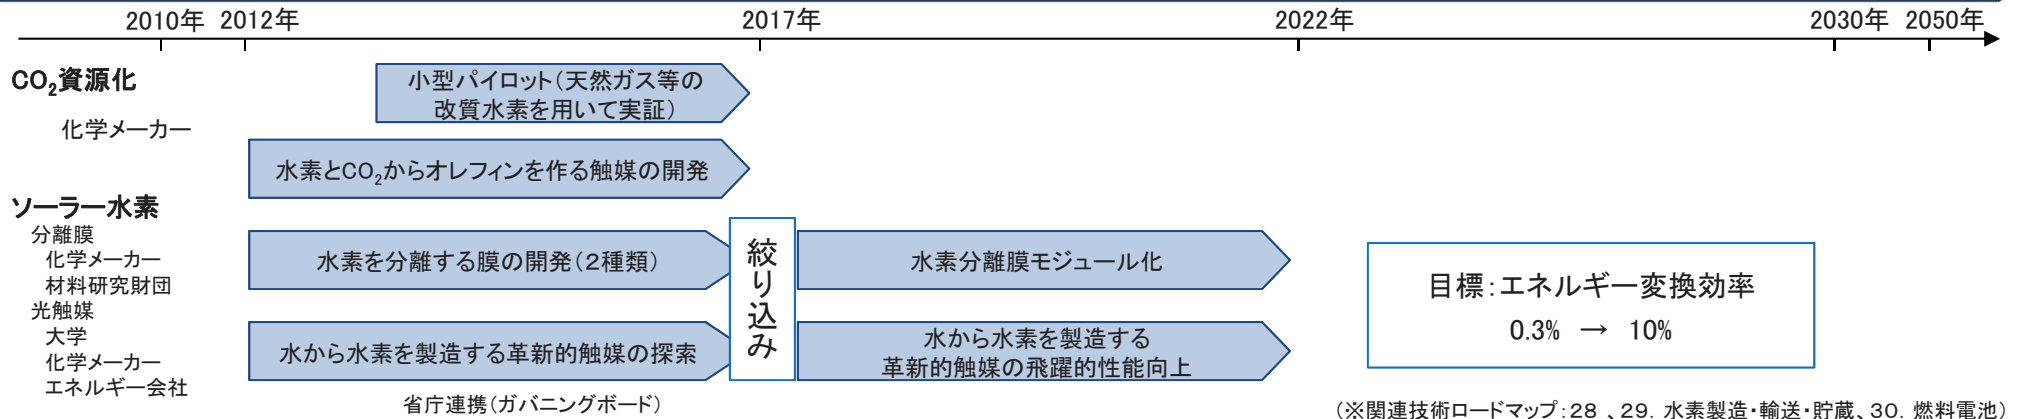 2010年 2012年 2017年 2022年 2030年 2050年
CO₂資源化
化学メーカー
小型パイロット(天然ガス等の
改質水素を用いて実証)
水素とCO₂からオレフィンを作る触媒の開発
ソーラー水素
分離膜
化学メーカー
材料研究財団
光触媒
大学
化学メーカー
エネルギー会社
水素を分離する膜の開発(2種類)
水から水素を製造する革新的触媒の探索
省庁連携(ガバニングボード)
絞り込み
水素分離膜モジュール化
水から水素を製造する
革新的触媒の飛躍的性能向上
目標:エネルギー変換効率
0.3% → 10%
(※関連技術ロードマップ:28 、29. 水素製造・輸送・貯蔵、30. 燃料電池)